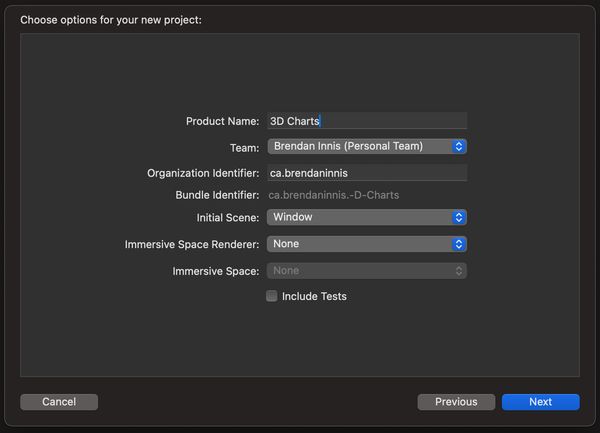 Choose options for your new project:
Product Name: 3D Charts
Team: Brendan Innis (Personal Team)
Organization Identifier: ca.brendaninnis
Bundle Identifier: ca.brendaninnis.-D-Charts
Initial Scene: Window
Immersive Space Renderer: None
Immersive Space: None
Include Tests
Cancel Previous Next